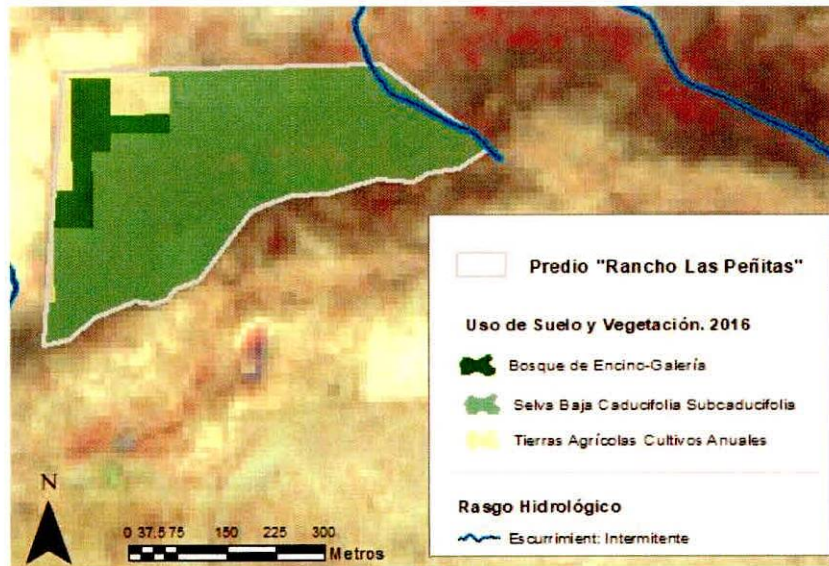 Predio "Rancho Las Peñitas"
Uso de Suelo y Vegetación. 2016
Bosque de Encino-Galería
Selva Baja Caducifolia Subcaducifolia
Tierras Agrícolas Cultivos Anuales
Rasgo Hidrológico
Escurrimient: Intermitente
N
0 37.5 75 150 225 300
Metros